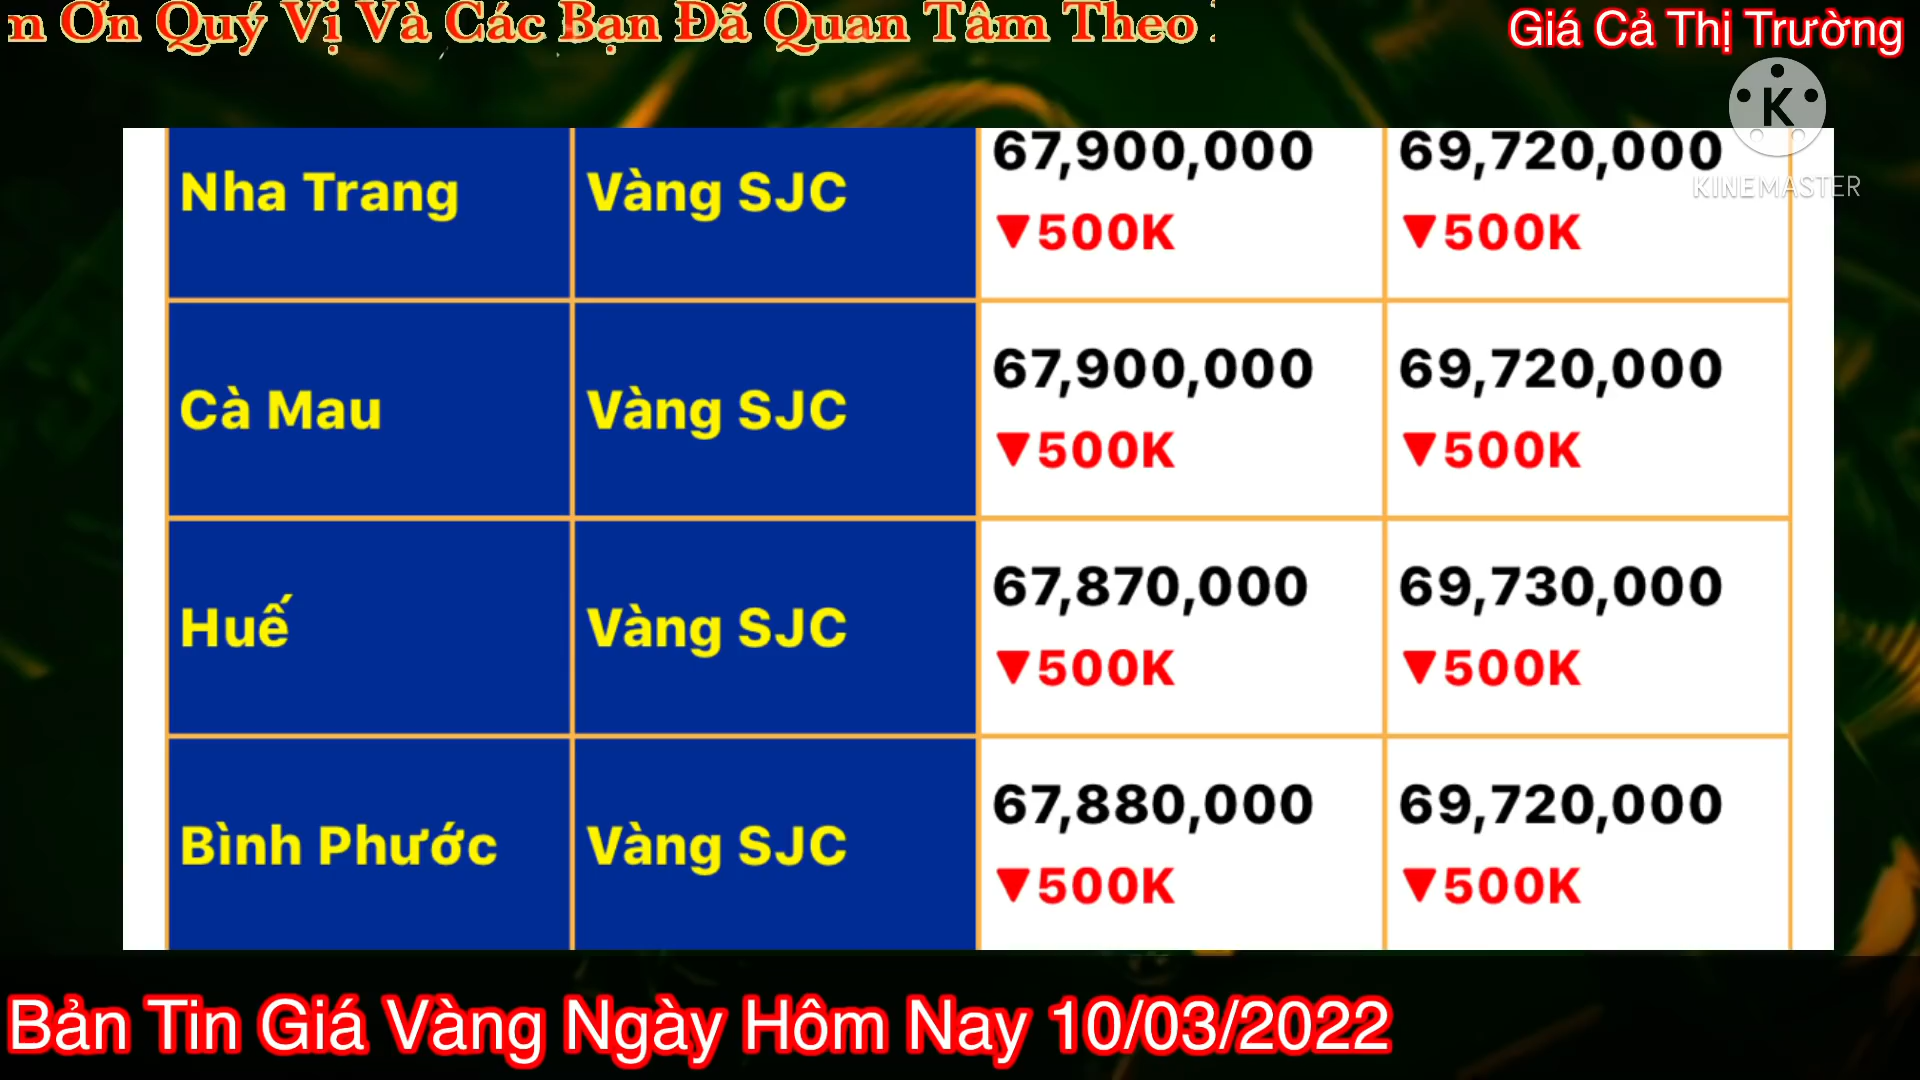 n Ơn Quý Vị Và Các Bạn Đã Quan Tâm Theo
Giá Cả Thị Trường
K
KINEMASTER
Nha Trang
Vàng SJC
67,900,000
▼500K
69,720,000
▼500K
Cà Mau
Vàng SJC
67,900,000
▼500K
69,720,000
▼500K
Huế
Vàng SJC
67,870,000
▼500K
69,730,000
▼500K
Bình Phước
Vàng SJC
67,880,000
▼500K
69,720,000
▼500K
Bản Tin Giá Vàng Ngày Hôm Nay 10/03/2022